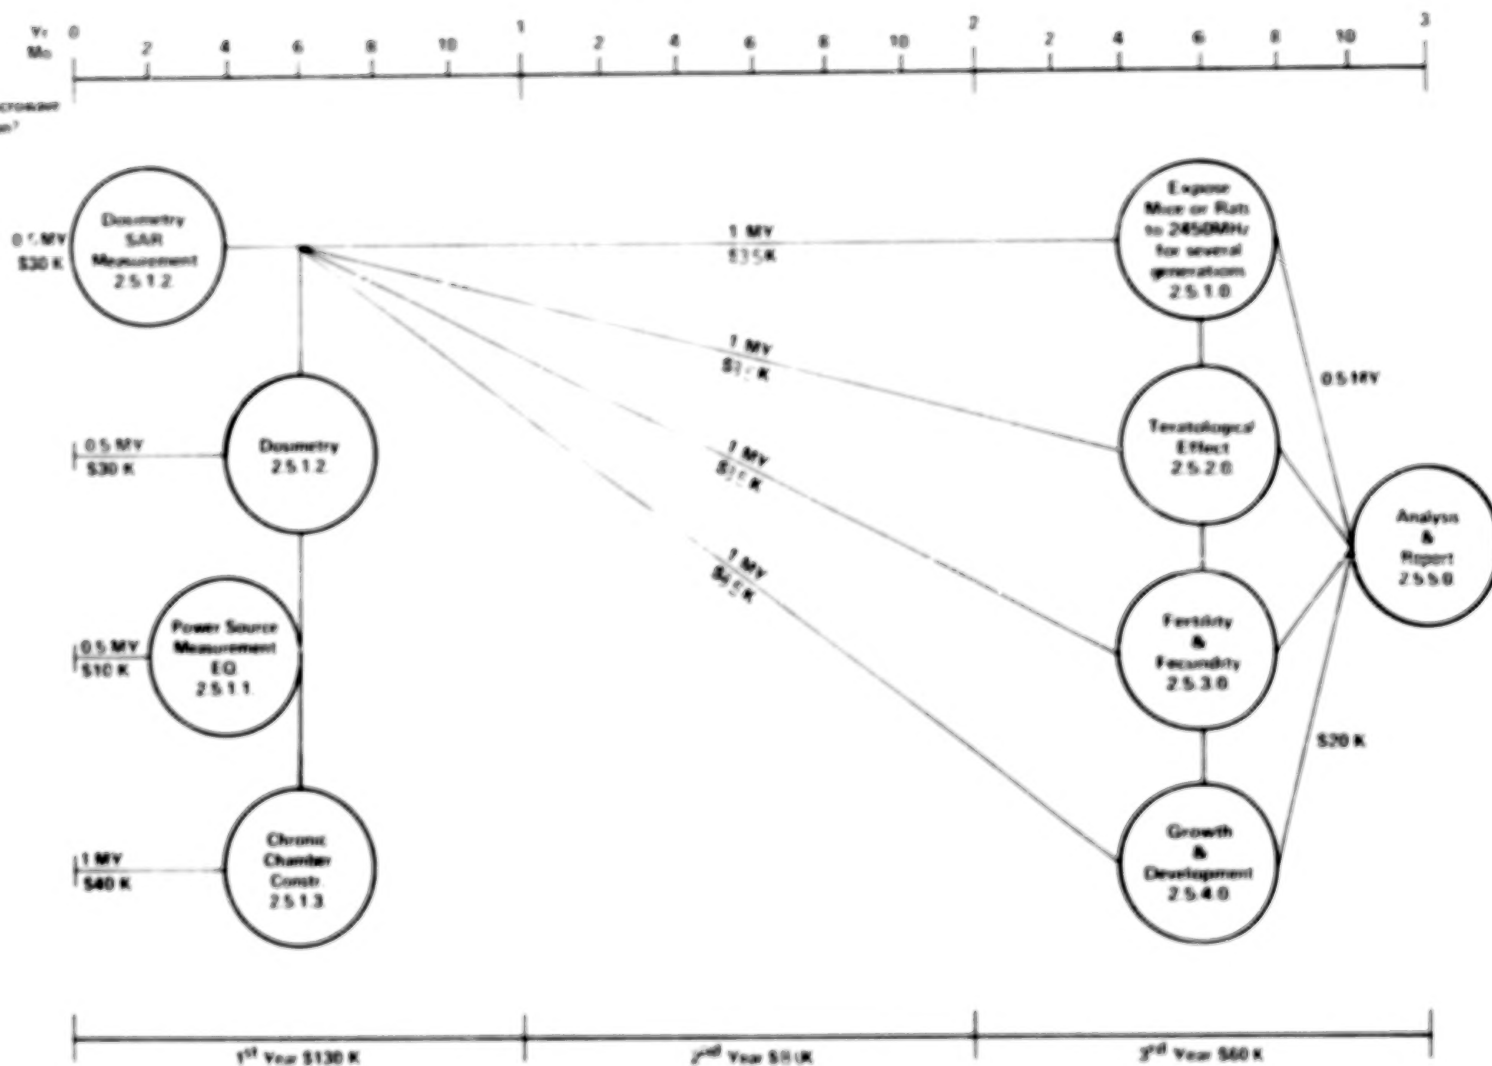 Yr 0 1 2 3
Mo 2 4 6 8 10 2 4 6 8 10 2 4 6 8 10
Dosimetry
SAR
Measurement
2.5.1.2.
0.5 MY
$30 K
1 MY
$35K
Expose
Mice or Rats
to 2450MHz
for several
generations
2.5.1.0.
1 MY
0.5 MY
0.5 MY
$30 K
Dosimetry
2.5.1.2.
1 MY
Teratological
Effect
2.5.2.0.
Analysis
&
Report
2.5.5.0.
0.5 MY
$10 K
Power Source
Measurement
EQ.
2.5.1.1.
1 MY
Fertility
&
Fecundity
2.5.3.0.
$20 K
1 MY
$40 K
Chronic
Chamber
Constr.
2.5.1.3.
Growth
&
Development
2.5.4.0.
1st Year $130 K
2nd Year
3rd Year $60 K